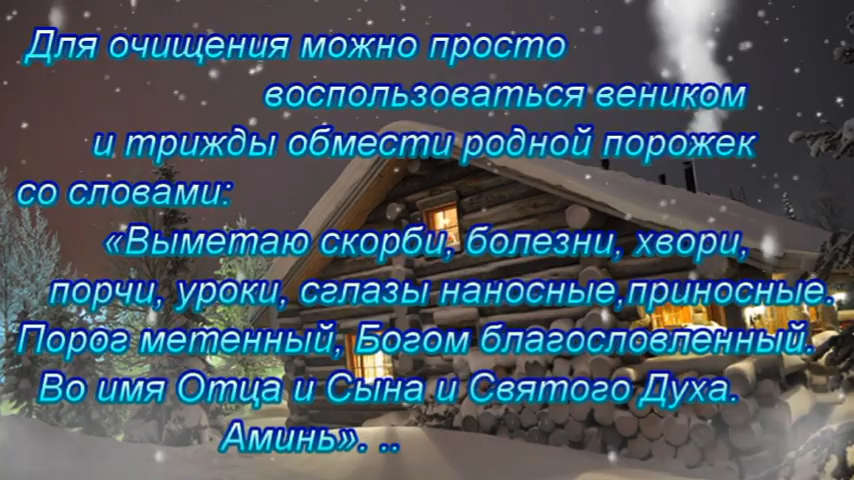 Для очищения можно просто
воспользоваться веником
и трижды обмести родной порожек
со словами:
«Выметаю скорби, болезни, хвори,
порчи, уроки, сглазы наносные,приносные.
Порог метенный, Богом благословленный.
Во имя Отца и Сына и Святого Духа.
Аминь». ..